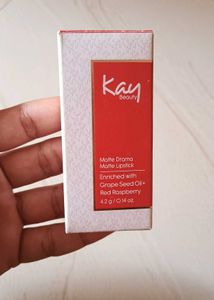 Kay
Beauty
Matte Drama
Matte Lipstick
Enriched with
Grape Seed Oil +
Red Raspberry
4.2 g / 0.14 oz.